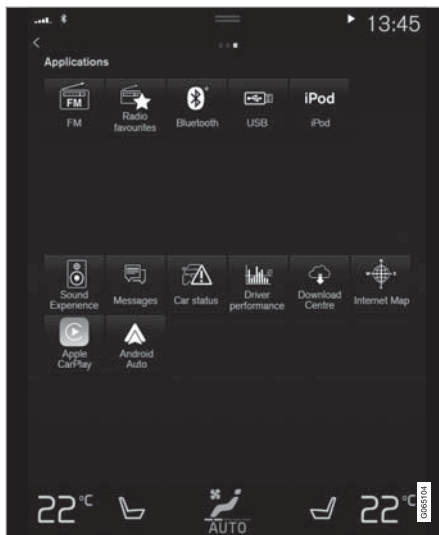 13:45
Applications
FM
FM
Radio
favourites
Bluetooth
USB
iPod
iPod
Sound
Experience
Messages
Car status
Driver
performance
Download
Centre
Internet Map
Apple
CarPlay
Android
Auto
22°C
AUTO
22°C
G065104